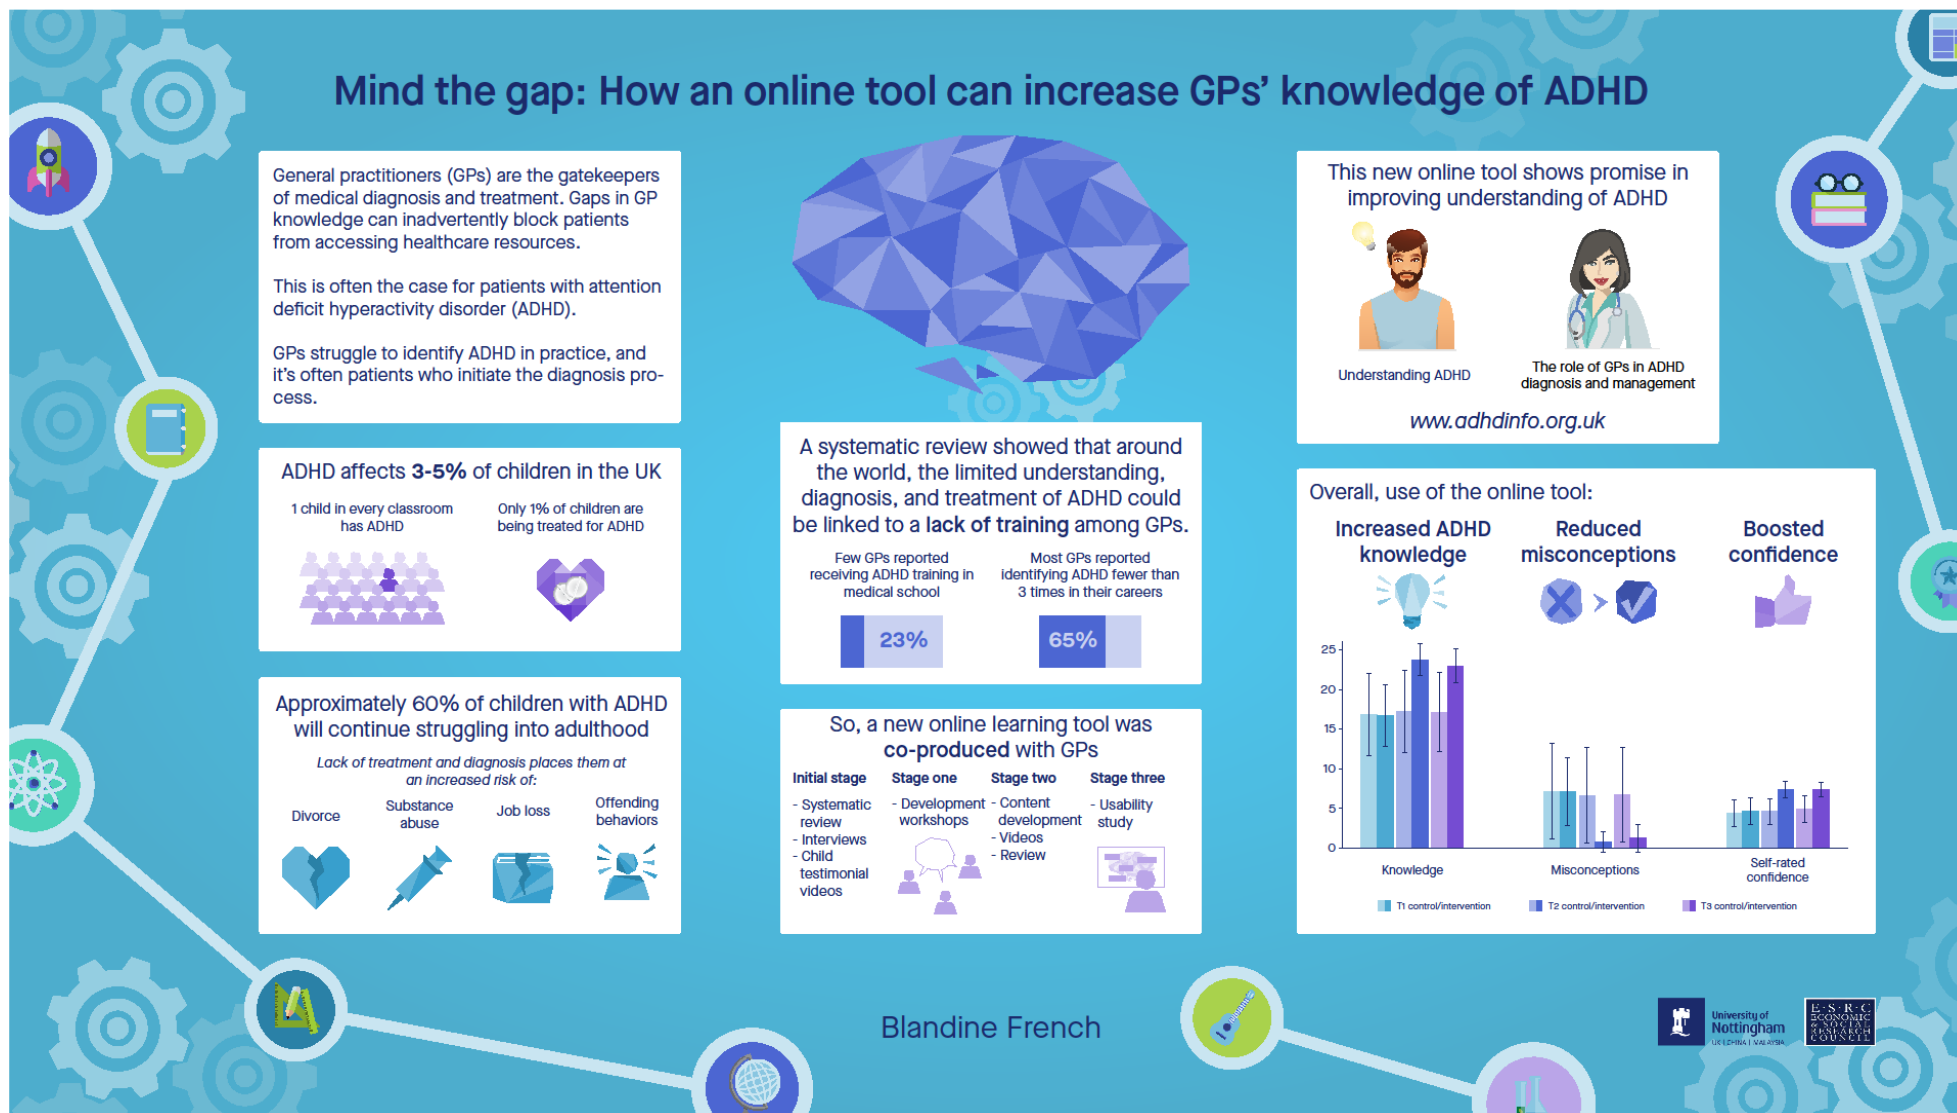 Mind the gap: How an online tool can increase GPs' knowledge of ADHD
General practitioners (GPs) are the gatekeepers
of medical diagnosis and treatment. Gaps in GP
knowledge can inadvertently block patients
from accessing healthcare resources.
This is often the case for patients with attention
deficit hyperactivity disorder (ADHD).
GPs struggle to identify ADHD in practice, and
it's often patients who initiate the diagnosis pro-
cess.
ADHD affects 3-5% of children in the UK
1 child in every classroom
has ADHD
Only 1% of children are
being treated for ADHD
Approximately 60% of children with ADHD
will continue struggling into adulthood
Lack of treatment and diagnosis places them at
an increased risk of:
Divorce
Substance
abuse
Job loss
Offending
behaviors
A systematic review showed that around
the world, the limited understanding,
diagnosis, and treatment of ADHD could
be linked to a lack of training among GPs.
Few GPs reported
receiving ADHD training in
medical school
23%
Most GPs reported
identifying ADHD fewer than
3 times in their careers
65%
So, a new online learning tool was
co-produced with GPs
Initial stage
- Systematic
review
- Interviews
- Child
testimonial
videos
Stage one
- Development
workshops
Stage two
- Content
development
- Videos
- Review
Stage three
- Usability
study
This new online tool shows promise in
improving understanding of ADHD
Understanding ADHD
The role of GPs in ADHD
diagnosis and management
www.adhdinfo.org.uk
Overall, use of the online tool:
Increased ADHD
knowledge
Reduced
misconceptions
Boosted
confidence
25
20
15
10
5
0
Knowledge
Misconceptions
Self-rated
confidence
T1 control/intervention
T2 control/intervention
T3 control/intervention
Blandine French
University of
Nottingham
UK | CHINA | MALAYSIA
E·S·R·C
ECONOMIC
& SOCIAL
RESEARCH
COUNCIL